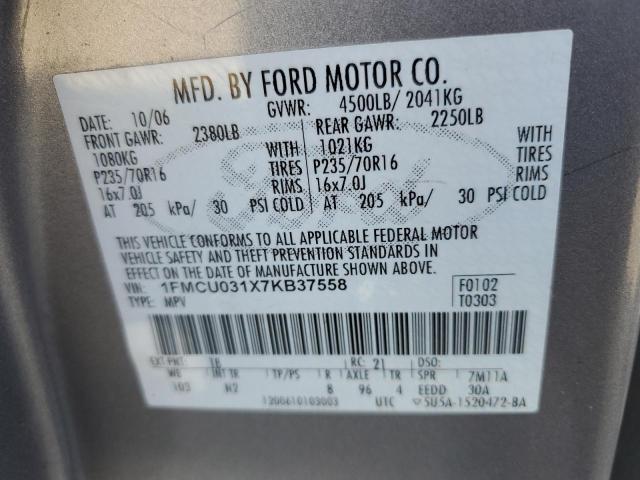 MFD. BY FORD MOTOR CO.
DATE: 10/06 GVWR: 4500LB/ 2041KG
FRONT GAWR: 2380LB REAR GAWR: 2250LB
1080KG WITH 1021KG WITH
P235/70R16 TIRES P235/70R16 TIRES
16x7.0J RIMS 16x7.0J RIMS
AT 205 kPa/ 30 PSI COLD AT 205 kPa/ 30 PSI COLD
THIS VEHICLE CONFORMS TO ALL APPLICABLE FEDERAL MOTOR
VEHICLE SAFETY AND THEFT PREVENTION STANDARDS IN
EFFECT ON THE DATE OF MANUFACTURE SHOWN ABOVE.
VIN: 1FMCU031X7KB37558 F0102
TYPE: MPV T0303
EXT PNT: RC: 21 DSO:
WB INT TR TP/PS R AXLE TR SPR 7M11A
103 N2 8 96 4 EEDD 30A
UTC